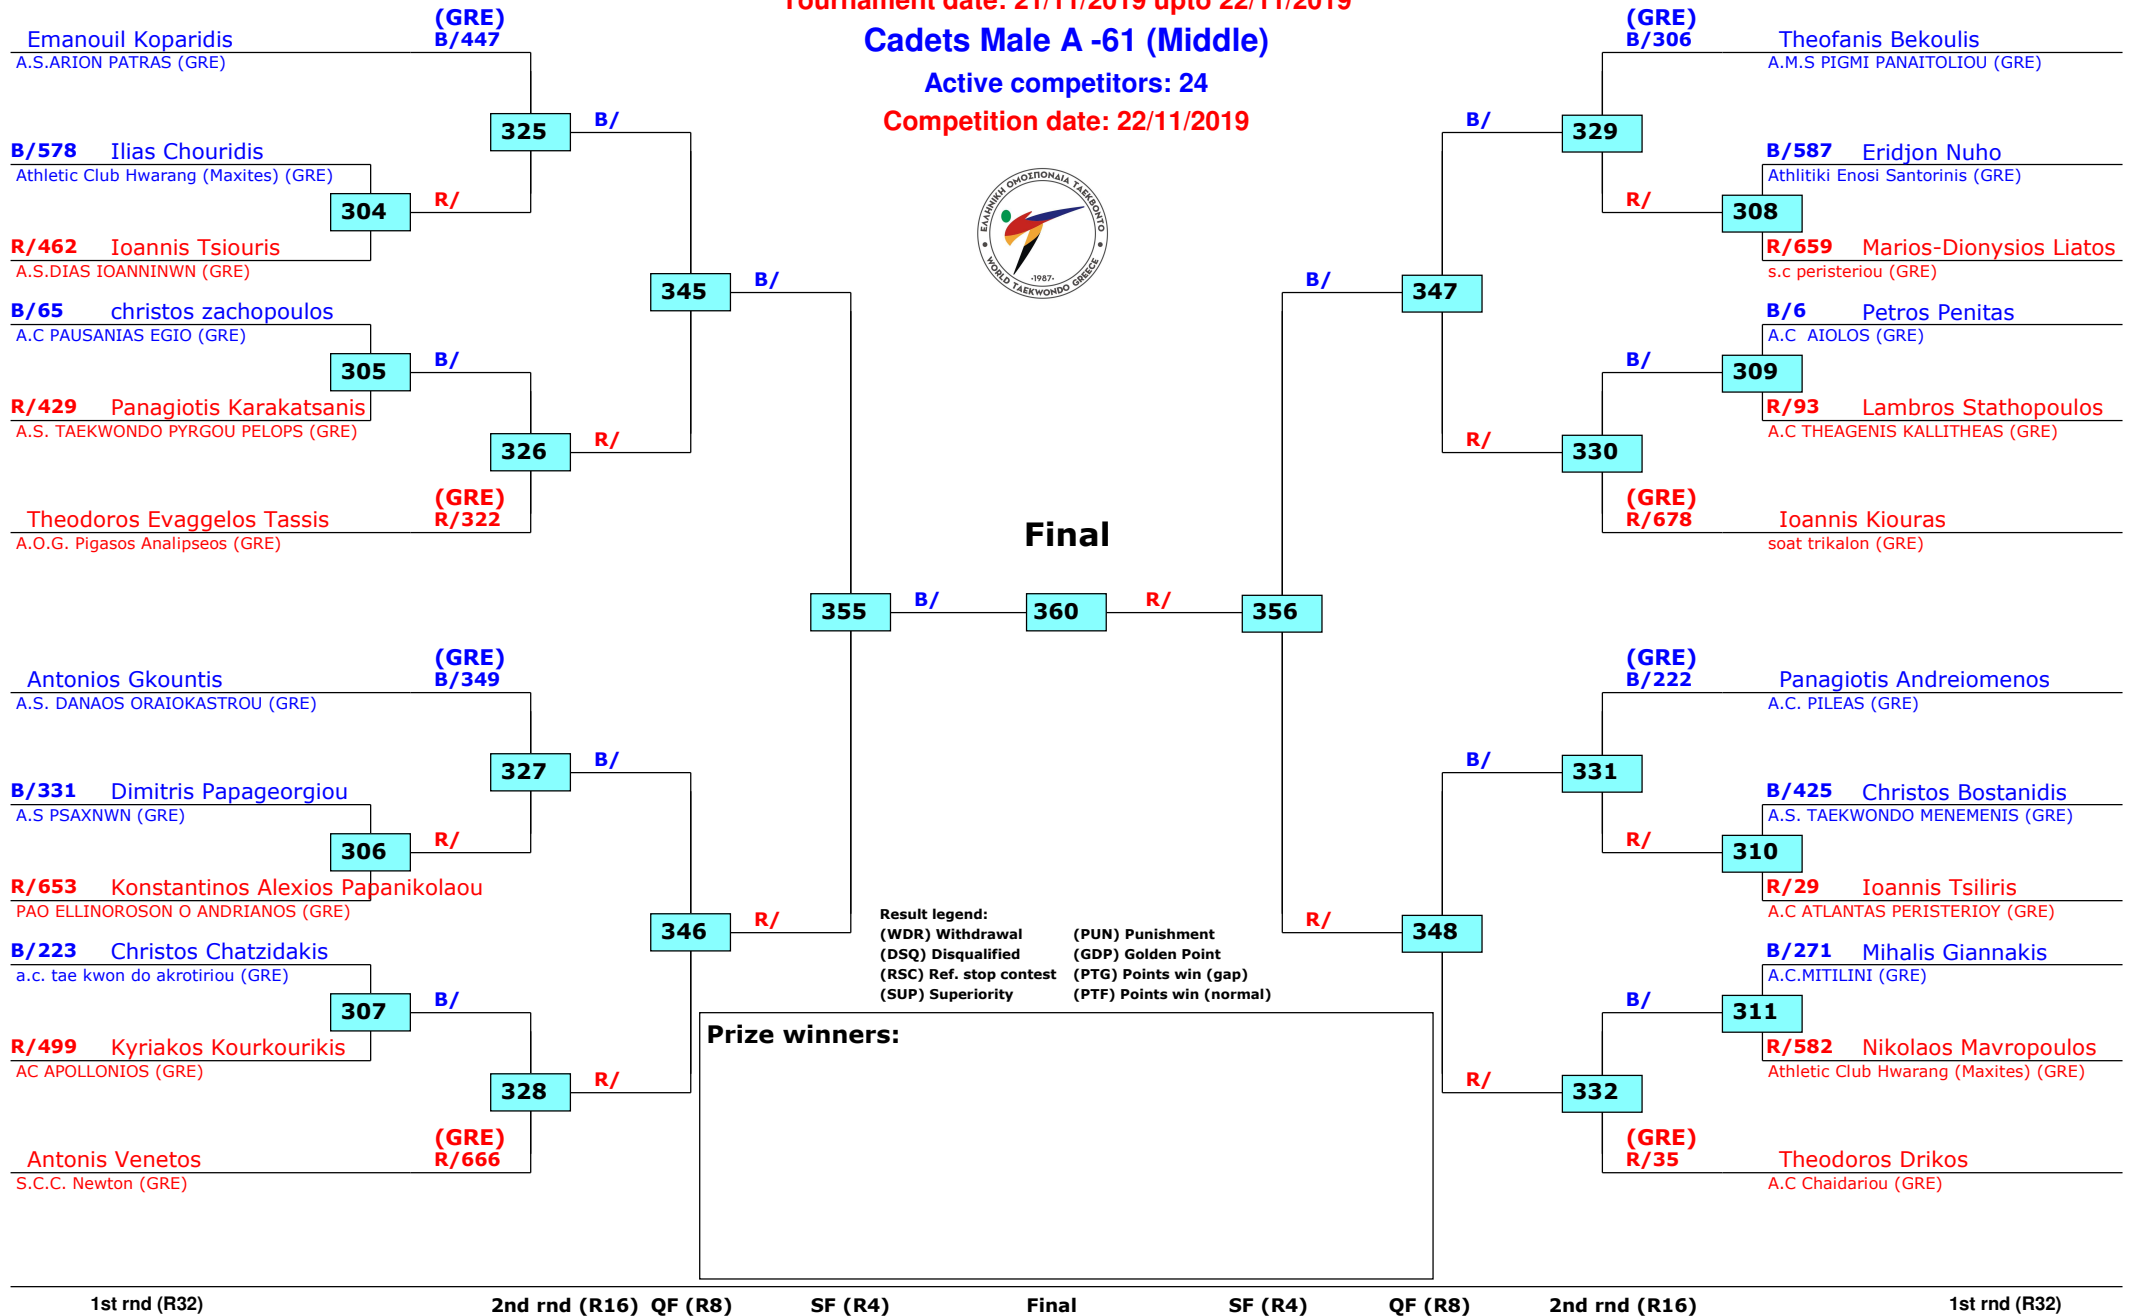 Tournament date: 21/11/2019 upto 22/11/2019
Cadets Male A -61 (Middle)
Active competitors: 24
Competition date: 22/11/2019
ΕΛΛΗΝΙΚΗ ΟΜΟΣΠΟΝΔΙΑ ΤΑΕΚΒΟΝΤΟ
WORLD TAEKWONDO GREECE
·1987·
(GRE)
Emanouil Koparidis B/447
A.S.ARION PATRAS (GRE)
325
B/
B/578 Ilias Chouridis
Athletic Club Hwarang (Maxites) (GRE)
304
R/
R/462 Ioannis Tsiouris
A.S.DIAS IOANNINWN (GRE)
345
B/
B/65 christos zachopoulos
A.C PAUSANIAS EGIO (GRE)
305
B/
R/429 Panagiotis Karakatsanis
A.S. TAEKWONDO PYRGOU PELOPS (GRE)
326
R/
(GRE)
Theodoros Evaggelos Tassis R/322
A.O.G. Pigasos Analipseos (GRE)
Final
355
B/
360
R/
356
(GRE)
Antonios Gkountis B/349
A.S. DANAOS ORAIOKASTROU (GRE)
327
B/
B/331 Dimitris Papageorgiou
A.S PSAXNWN (GRE)
306
R/
R/653 Konstantinos Alexios Papanikolaou
PAO ELLINOROSON O ANDRIANOS (GRE)
346
R/
B/223 Christos Chatzidakis
a.c. tae kwon do akrotiriou (GRE)
307
B/
R/499 Kyriakos Kourkourikis
AC APOLLONIOS (GRE)
328
R/
(GRE)
Antonis Venetos R/666
S.C.C. Newton (GRE)
(GRE)
B/306 Theofanis Bekoulis
A.M.S PIGMI PANAITOLIOU (GRE)
B/
329
B/587 Eridjon Nuho
Athlitiki Enosi Santorinis (GRE)
R/
308
R/659 Marios-Dionysios Liatos
s.c peristeriou (GRE)
B/
347
B/6 Petros Penitas
A.C AIOLOS (GRE)
B/
309
R/93 Lambros Stathopoulos
A.C THEAGENIS KALLITHEAS (GRE)
R/
330
(GRE)
R/678 Ioannis Kiouras
soat trikalon (GRE)
(GRE)
B/222 Panagiotis Andreiomenos
A.C. PILEAS (GRE)
B/
331
B/425 Christos Bostanidis
A.S. TAEKWONDO MENEMENIS (GRE)
R/
310
R/29 Ioannis Tsiliris
A.C ATLANTAS PERISTERIOY (GRE)
R/
348
B/271 Mihalis Giannakis
A.C.MITILINI (GRE)
B/
311
R/582 Nikolaos Mavropoulos
Athletic Club Hwarang (Maxites) (GRE)
R/
332
(GRE)
R/35 Theodoros Drikos
A.C Chaidariou (GRE)
Result legend:
(WDR) Withdrawal (PUN) Punishment
(DSQ) Disqualified (GDP) Golden Point
(RSC) Ref. stop contest (PTG) Points win (gap)
(SUP) Superiority (PTF) Points win (normal)
Prize winners:
1st rnd (R32) 2nd rnd (R16) QF (R8) SF (R4) Final SF (R4) QF (R8) 2nd rnd (R16) 1st rnd (R32)